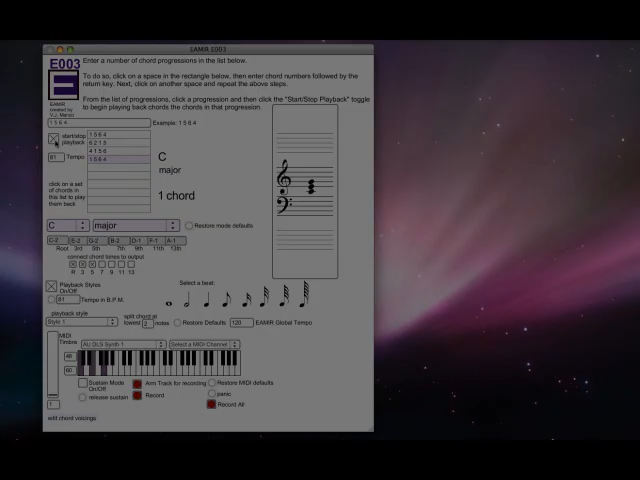 EAMIR E003
E003
Enter a number of chord progressions in the list below.
To do so, click on a space in the rectangle below, then enter chord numbers followed by the
return key. Next, click on another space and repeat the above steps.
From the list of progressions, click a progression and then click the "Start/Stop Playback" toggle
to begin playing back chords the chords in that progression.
EAMIR
created by
V.J. Manzo
1 5 6 4
Example: 1 5 6 4
start/stop
playback
1 5 6 4
6 2 1 5
4 1 5 6
1 5 6 4
81
Tempo
C
major
1 chord
click on a set
of chords in
this list to play
them back
C
major
Restore mode defaults
C-2 E-2 G-2 B-2 D-1 F-1 A-1
Root 3rd 5th 7th 9th 11th 13th
connect chord tones to output
R 3 5 7 9 11 13
Playback Styles
On/Off
Select a beat:
81
Tempo in B.P.M.
playback style
Style 1
split chord at
lowest 2 notes
Restore Defaults
120
EAMIR Global Tempo
MIDI
Timbre
AU DLS Synth 1
Select a MIDI Channel
48
60
Sustain Mode
On/Off
Arm Track for recording
Restore MIDI defaults
release sustain
Record
panic
1
Record All
edit chord voicings